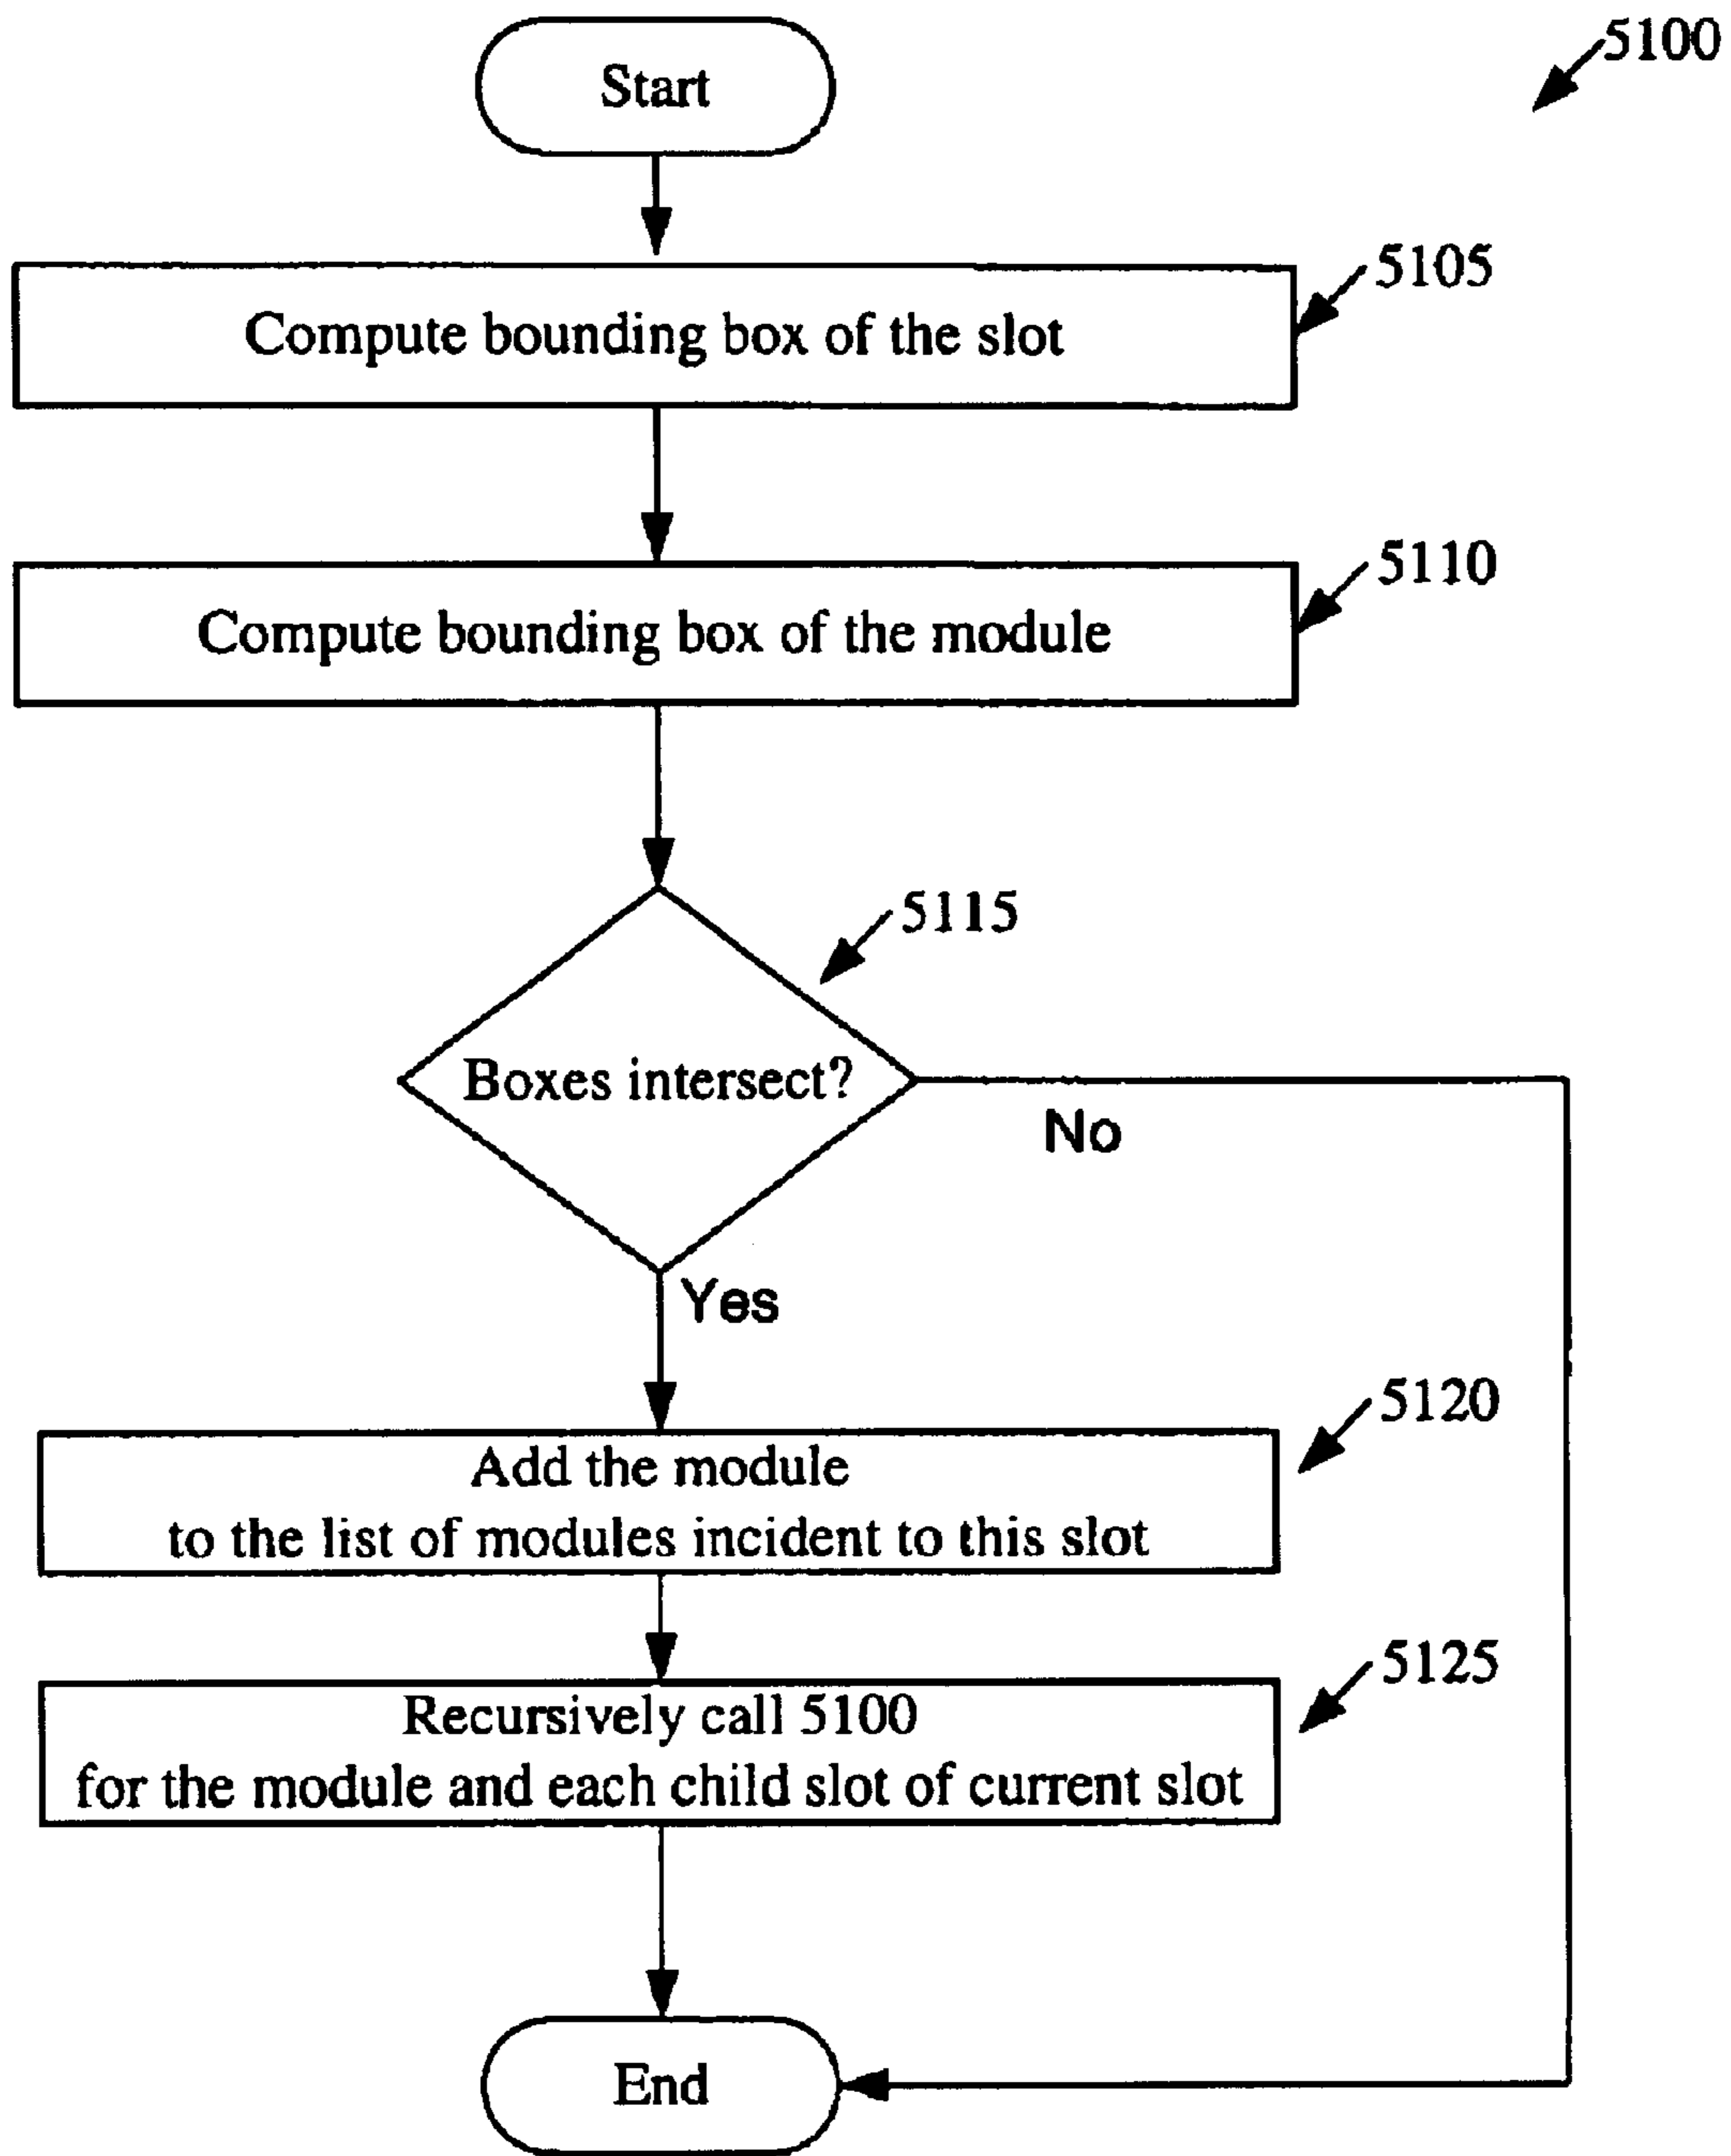 5100
Start
5105
Compute bounding box of the slot
5110
Compute bounding box of the module
5115
Boxes intersect?
No
Yes
5120
Add the module
to the list of modules incident to this slot
5125
Recursively call 5100
for the module and each child slot of current slot
End